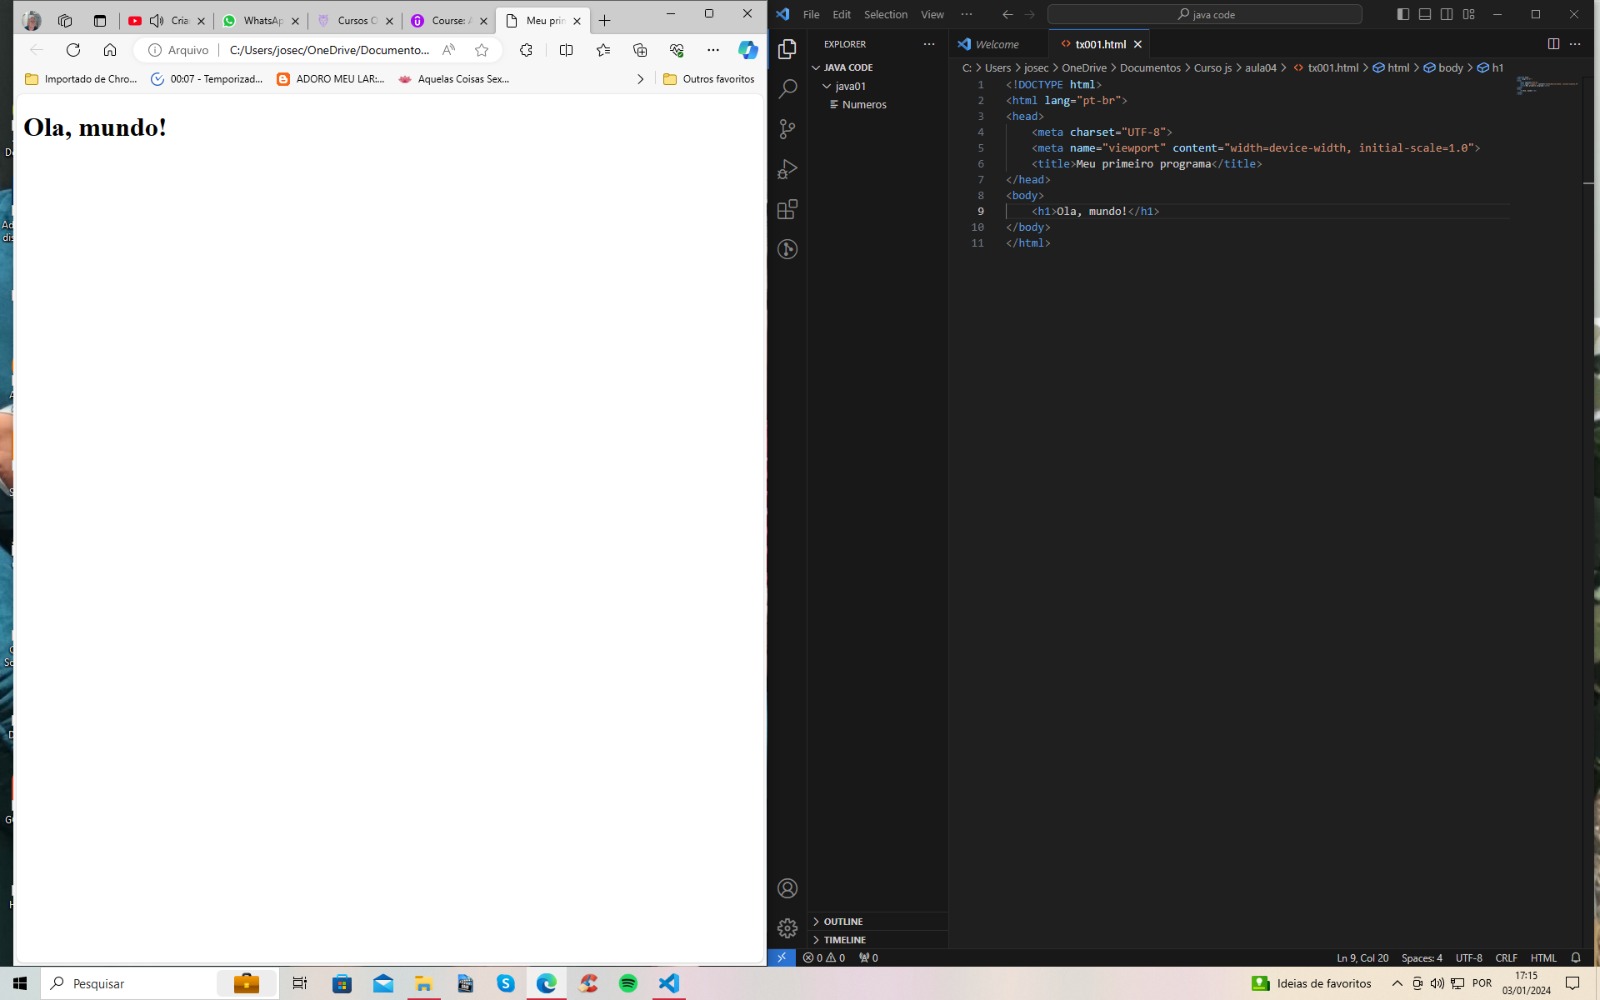 Criar
WhatsAp
Cursos C
Course: A
Meu prin
Arquivo
C:/Users/josec/OneDrive/Documento...
Importado de Chro...
00:07 - Temporizad...
ADORO MEU LAR:...
Aquelas Coisas Sex...
Outros favoritos
Ola, mundo!
File Edit Selection View ...
java code
EXPLORER ...
JAVA CODE
java01
Numeros
OUTLINE
TIMELINE
Welcome
tx001.html
C: > Users > josec > OneDrive > Documentos > Curso js > aula04 > tx001.html > html > body > h1
1 <!DOCTYPE html>
2 <html lang="pt-br">
3 <head>
4 <meta charset="UTF-8">
5 <meta name="viewport" content="width=device-width, initial-scale=1.0">
6 <title>Meu primeiro programa</title>
7 </head>
8 <body>
9 <h1>Ola, mundo!</h1>
10 </body>
11 </html>
0 0 0
Ln 9, Col 20 Spaces: 4 UTF-8 CRLF HTML
Pesquisar
Ideias de favoritos
POR
17:15
03/01/2024